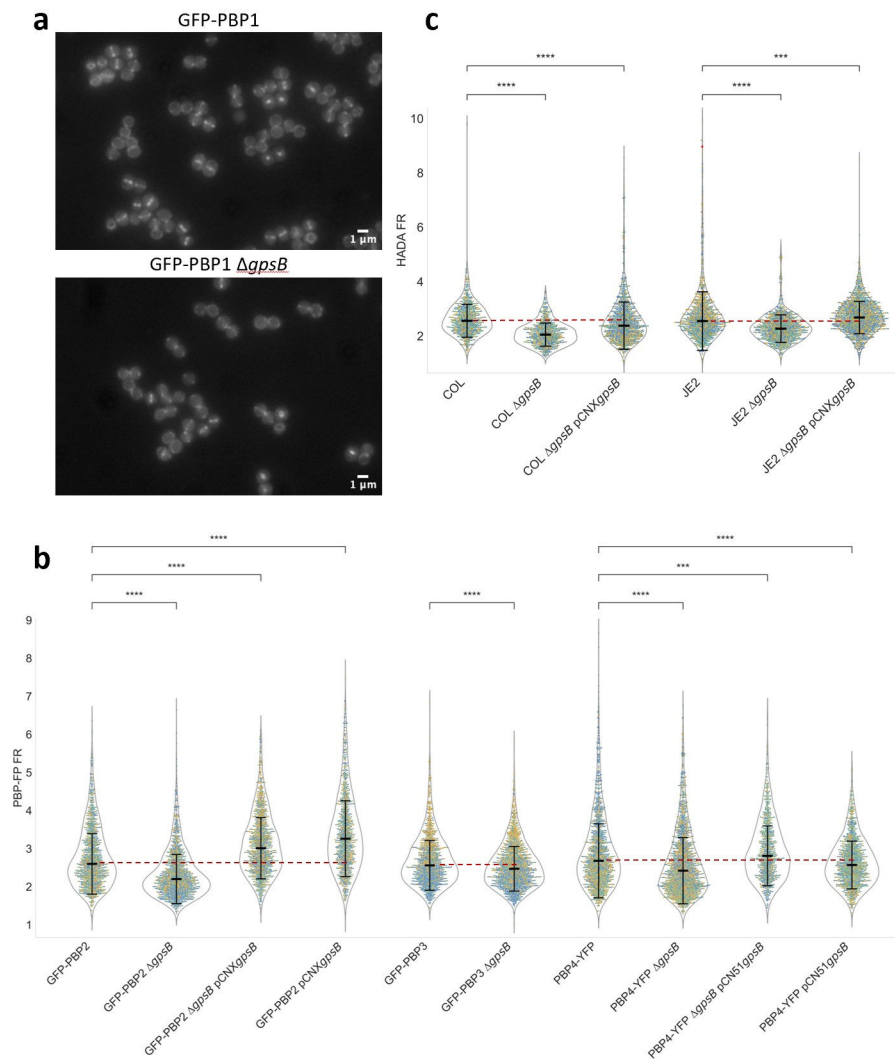 a
GFP-PBP1
1 µm
GFP-PBP1 ΔgpsB
1 µm
c
****
****
***
****
10
8
6
4
2
HADA FR
COL
COL ΔgpsB
COL ΔgpsB pCNXgpsB
JE2
JE2 ΔgpsB
JE2 ΔgpsB pCNXgpsB
b
****
****
****
****
****
***
****
9
8
7
6
5
4
3
2
1
PBP-FP FR
GFP-PBP2
GFP-PBP2 ΔgpsB
GFP-PBP2 ΔgpsB pCNXgpsB
GFP-PBP2 pCNXgpsB
GFP-PBP3
GFP-PBP3 ΔgpsB
PBP4-YFP
PBP4-YFP ΔgpsB
PBP4-YFP ΔgpsB pCN51gpsB
PBP4-YFP pCN51gpsB